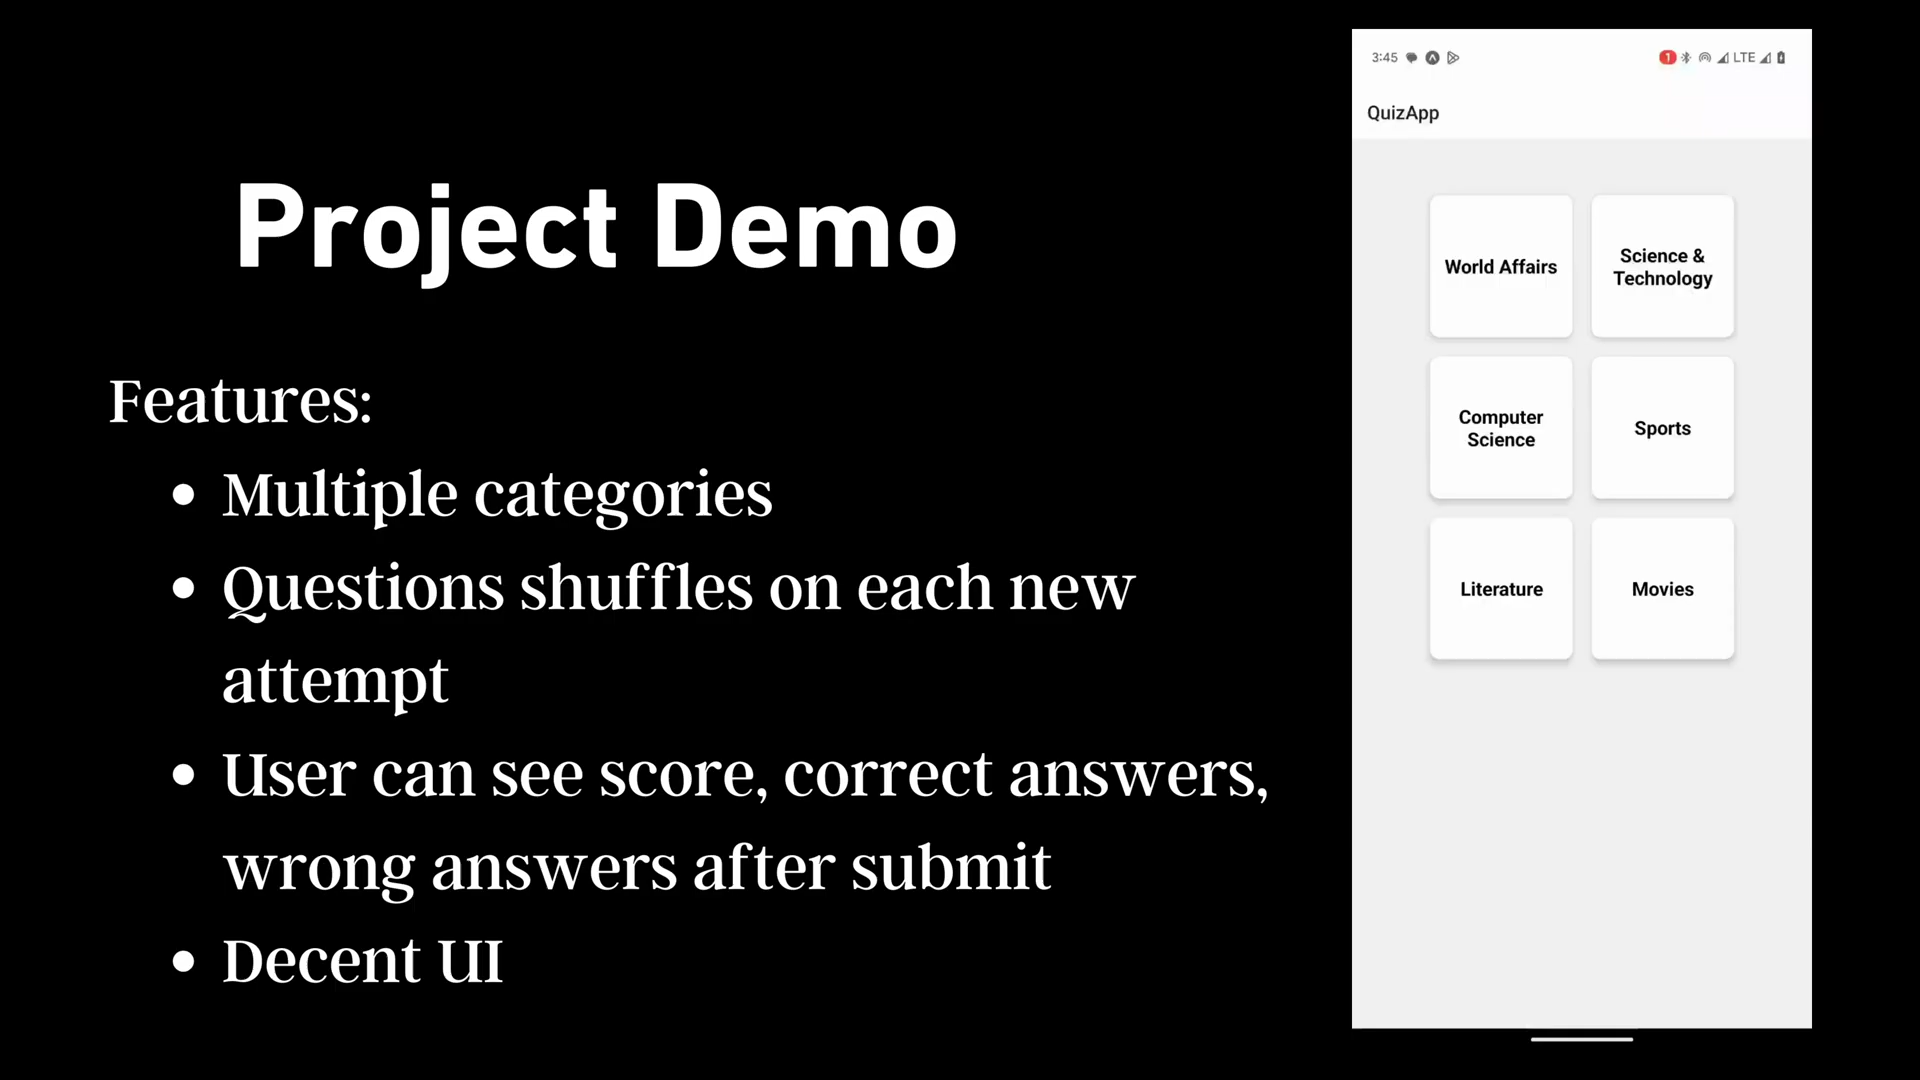 Project Demo
Features:
• Multiple categories
• Questions shuffles on each new
attempt
• User can see score, correct answers,
wrong answers after submit
• Decent UI
3:45
1
LTE
QuizApp
World Affairs
Science &
Technology
Computer
Science
Sports
Literature
Movies